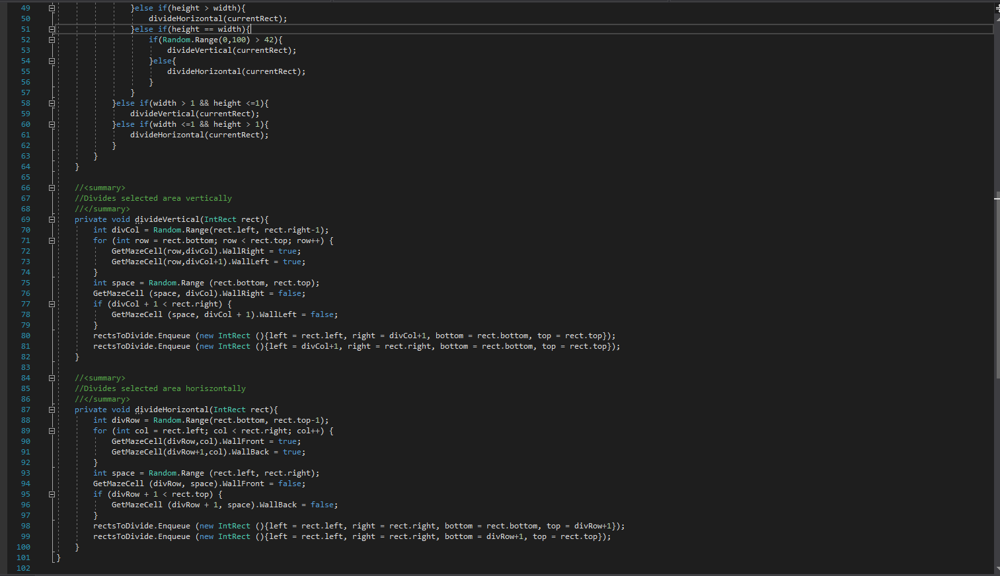 49 }else if(height > width){
50 divideHorizontal(currentRect);
51 }else if(height == width){
52 if(Random.Range(0,100) > 42){
53 divideVertical(currentRect);
54 }else{
55 divideHorizontal(currentRect);
56 }
57 }
58 }else if(width > 1 && height <=1){
59 divideVertical(currentRect);
60 }else if(width <=1 && height > 1){
61 divideHorizontal(currentRect);
62 }
63 }
64 }
65
66 //<summary>
67 //Divides selected area vertically
68 //</summary>
69 private void divideVertical(IntRect rect){
70 int divCol = Random.Range(rect.left, rect.right-1);
71 for (int row = rect.bottom; row < rect.top; row++) {
72 GetMazeCell(row,divCol).WallRight = true;
73 GetMazeCell(row,divCol+1).WallLeft = true;
74 }
75 int space = Random.Range (rect.bottom, rect.top);
76 GetMazeCell (space, divCol).WallRight = false;
77 if (divCol + 1 < rect.right) {
78 GetMazeCell (space, divCol + 1).WallLeft = false;
79 }
80 rectsToDivide.Enqueue (new IntRect (){left = rect.left, right = divCol+1, bottom = rect.bottom, top = rect.top});
81 rectsToDivide.Enqueue (new IntRect (){left = divCol+1, right = rect.right, bottom = rect.bottom, top = rect.top});
82 }
83
84 //<summary>
85 //Divides selected area horiszontally
86 //</summary>
87 private void divideHorizontal(IntRect rect){
88 int divRow = Random.Range(rect.bottom, rect.top-1);
89 for (int col = rect.left; col < rect.right; col++) {
90 GetMazeCell(divRow,col).WallFront = true;
91 GetMazeCell(divRow+1,col).WallBack = true;
92 }
93 int space = Random.Range (rect.left, rect.right);
94 GetMazeCell (divRow, space).WallFront = false;
95 if (divRow + 1 < rect.top) {
96 GetMazeCell (divRow + 1, space).WallBack = false;
97 }
98 rectsToDivide.Enqueue (new IntRect (){left = rect.left, right = rect.right, bottom = rect.bottom, top = divRow+1});
99 rectsToDivide.Enqueue (new IntRect (){left = rect.left, right = rect.right, bottom = divRow+1, top = rect.top});
100 }
101 }
102